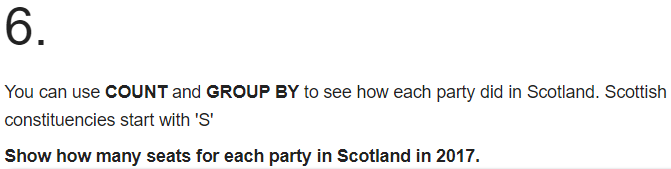 6.
You can use COUNT and GROUP BY to see how each party did in Scotland. Scottish
constituencies start with 'S'
Show how many seats for each party in Scotland in 2017.